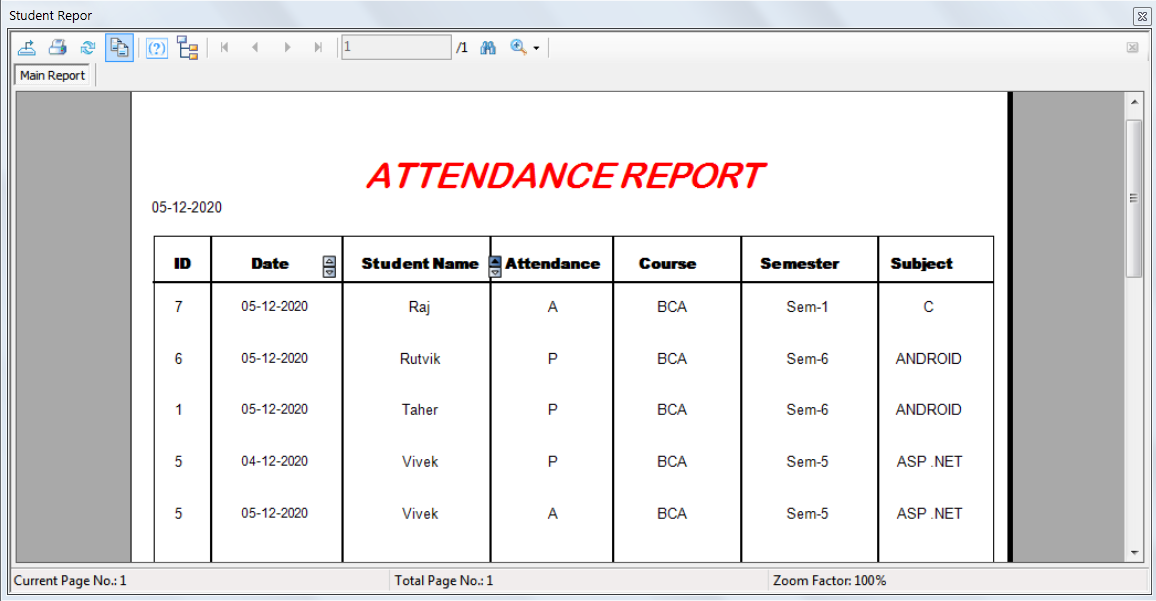 Student Repor
1 /1
Main Report
ATTENDANCE REPORT
05-12-2020
ID Date Student Name Attendance Course Semester Subject
7 05-12-2020 Raj A BCA Sem-1 C
6 05-12-2020 Rutvik P BCA Sem-6 ANDROID
1 05-12-2020 Taher P BCA Sem-6 ANDROID
5 04-12-2020 Vivek P BCA Sem-5 ASP .NET
5 05-12-2020 Vivek A BCA Sem-5 ASP .NET
Current Page No.: 1 Total Page No.: 1 Zoom Factor: 100%